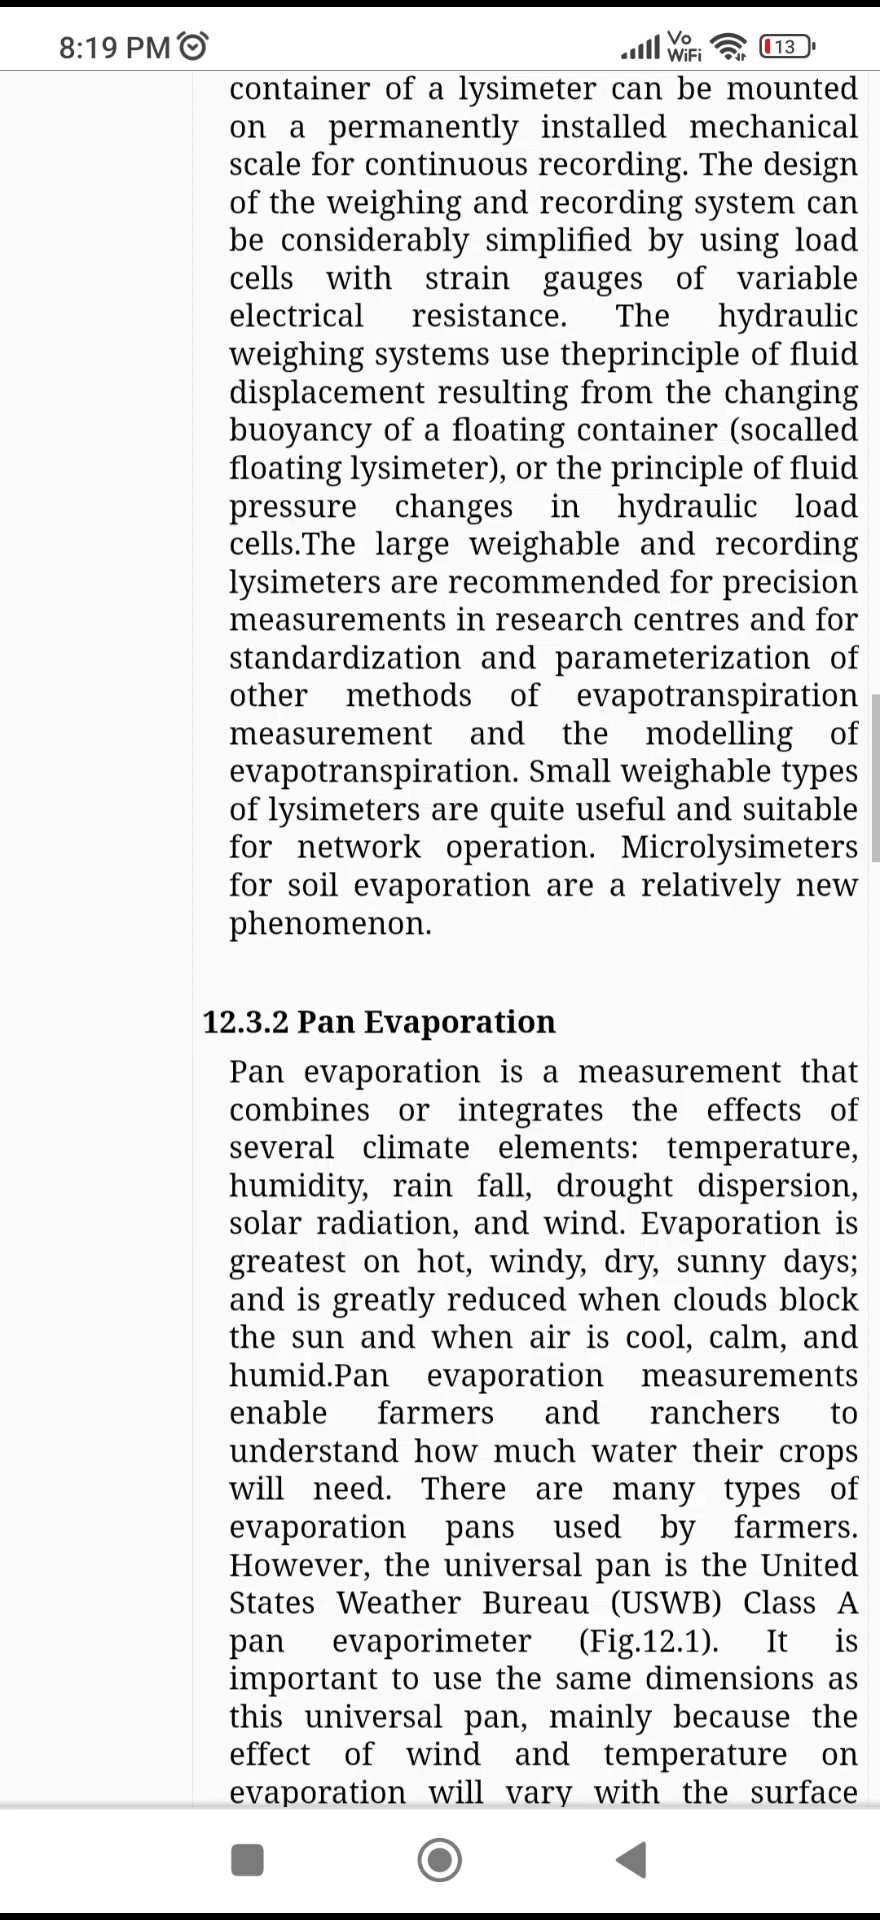 8:19 PM
Vo
WiFi
13
container of a lysimeter can be mounted
on a permanently installed mechanical
scale for continuous recording. The design
of the weighing and recording system can
be considerably simplified by using load
cells with strain gauges of variable
electrical resistance. The hydraulic
weighing systems use theprinciple of fluid
displacement resulting from the changing
buoyancy of a floating container (socalled
floating lysimeter), or the principle of fluid
pressure changes in hydraulic load
cells.The large weighable and recording
lysimeters are recommended for precision
measurements in research centres and for
standardization and parameterization of
other methods of evapotranspiration
measurement and the modelling of
evapotranspiration. Small weighable types
of lysimeters are quite useful and suitable
for network operation. Microlysimeters
for soil evaporation are a relatively new
phenomenon.
12.3.2 Pan Evaporation
Pan evaporation is a measurement that
combines or integrates the effects of
several climate elements: temperature,
humidity, rain fall, drought dispersion,
solar radiation, and wind. Evaporation is
greatest on hot, windy, dry, sunny days;
and is greatly reduced when clouds block
the sun and when air is cool, calm, and
humid.Pan evaporation measurements
enable farmers and ranchers to
understand how much water their crops
will need. There are many types of
evaporation pans used by farmers.
However, the universal pan is the United
States Weather Bureau (USWB) Class A
pan evaporimeter (Fig.12.1). It is
important to use the same dimensions as
this universal pan, mainly because the
effect of wind and temperature on
evaporation will vary with the surface